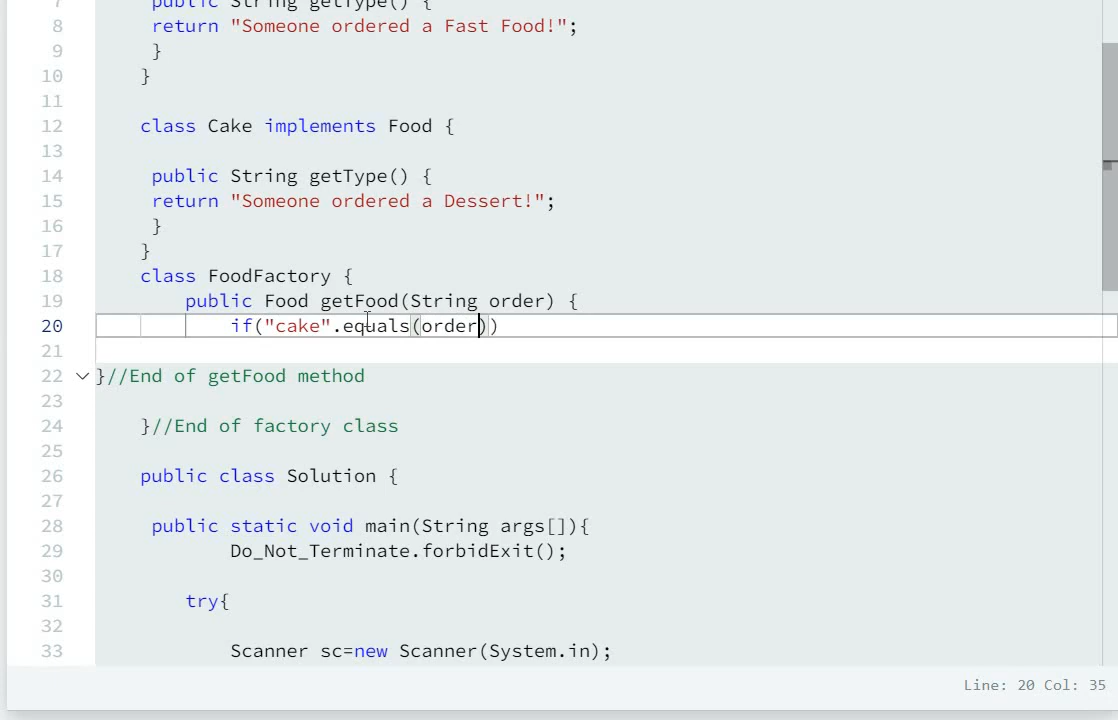 7 public String getType() {
8 return "Someone ordered a Fast Food!";
9 }
10 }
11
12 class Cake implements Food {
13
14 public String getType() {
15 return "Someone ordered a Dessert!";
16 }
17 }
18 class FoodFactory {
19 public Food getFood(String order) {
20 if("cake".equals(order))
21
22 }//End of getFood method
23
24 }//End of factory class
25
26 public class Solution {
27
28 public static void main(String args[]){
29 Do_Not_Terminate.forbidExit();
30
31 try{
32
33 Scanner sc=new Scanner(System.in);
Line: 20 Col: 35